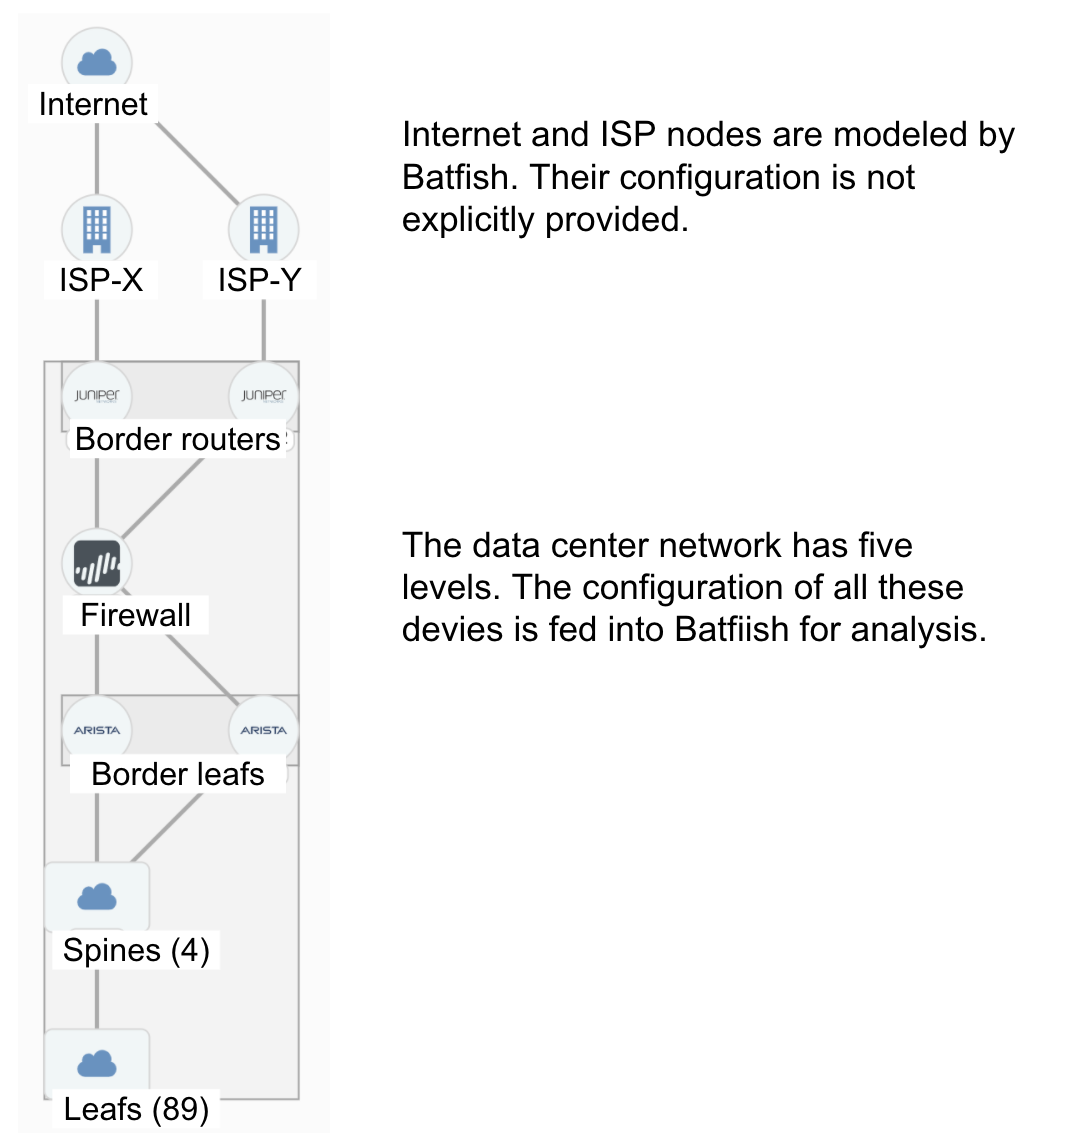 Internet
Internet and ISP nodes are modeled by
Batfish. Their configuration is not
explicitly provided.
ISP-X
ISP-Y
JUNIPEr
JUNIPEr
Border routers
The data center network has five
levels. The configuration of all these
devies is fed into Batfiish for analysis.
Firewall
ARISTA
ARISTA
Border leafs
Spines (4)
Leafs (89)